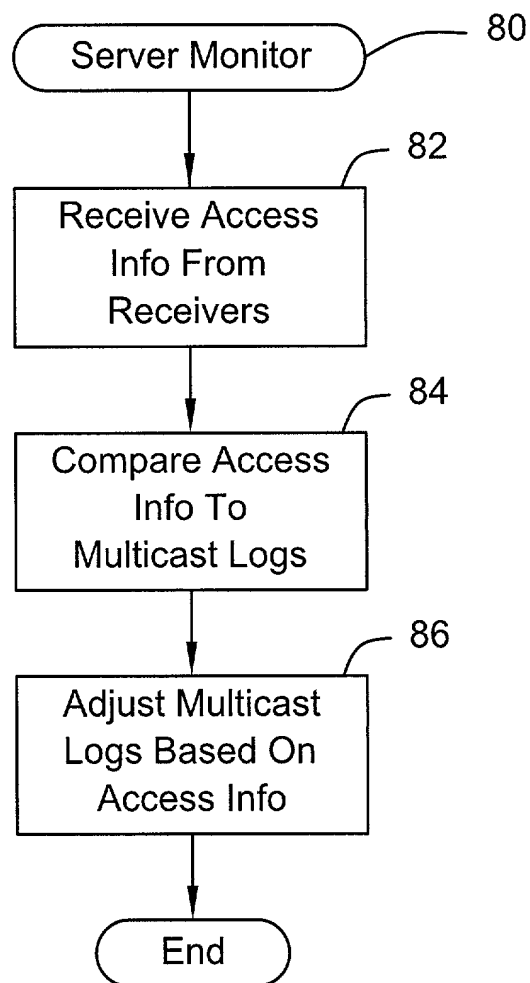 80
Server Monitor
82
Receive Access
Info From
Receivers
84
Compare Access
Info To
Multicast Logs
86
Adjust Multicast
Logs Based On
Access Info
End